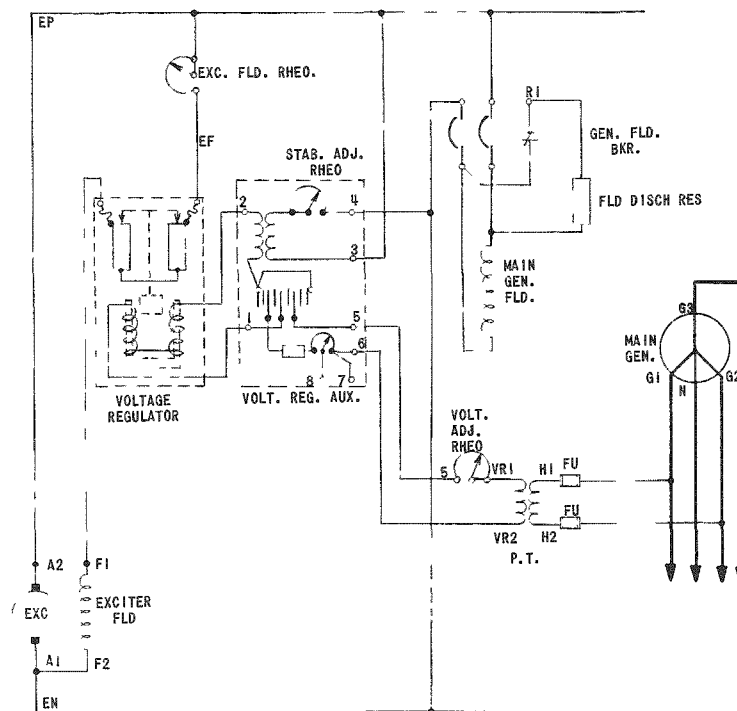 EP
EXC. FLD. RHEO.
EF
R1
GEN. FLD.
BKR.
STAB. ADJ.
RHEO
2
4
FLD DISCH RES
3
MAIN
GEN.
FLD.
G3
MAIN
GEN.
G1
N
G2
1
5
6
8
7
VOLTAGE
REGULATOR
VOLT. REG. AUX.
VOLT.
ADJ.
RHEO
5
VR1
H1
FU
VR2
H2
FU
P.T.
A2
F1
EXC
EXCITER
FLD
A1
F2
EN